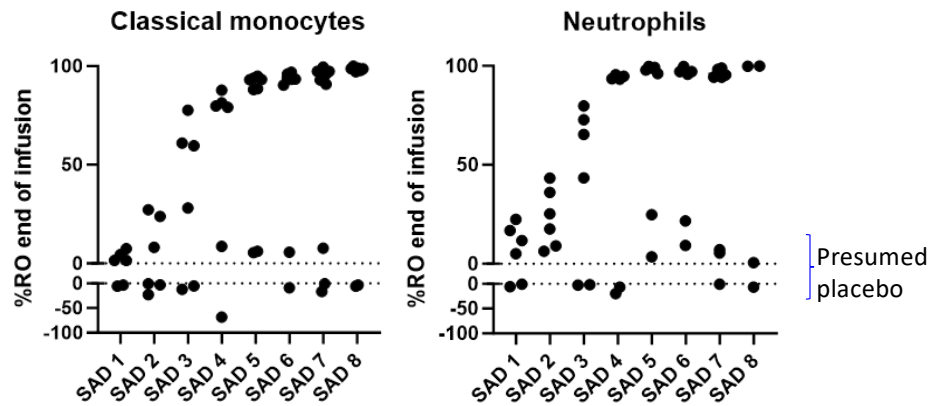 Classical monocytes
%RO end of infusion
100
50
0
0
-50
-100
SAD 1
SAD 2
SAD 3
SAD 4
SAD 5
SAD 6
SAD 7
SAD 8
Neutrophils
%RO end of infusion
100
50
0
0
-50
-100
SAD 1
SAD 2
SAD 3
SAD 4
SAD 5
SAD 6
SAD 7
SAD 8
Presumed
placebo